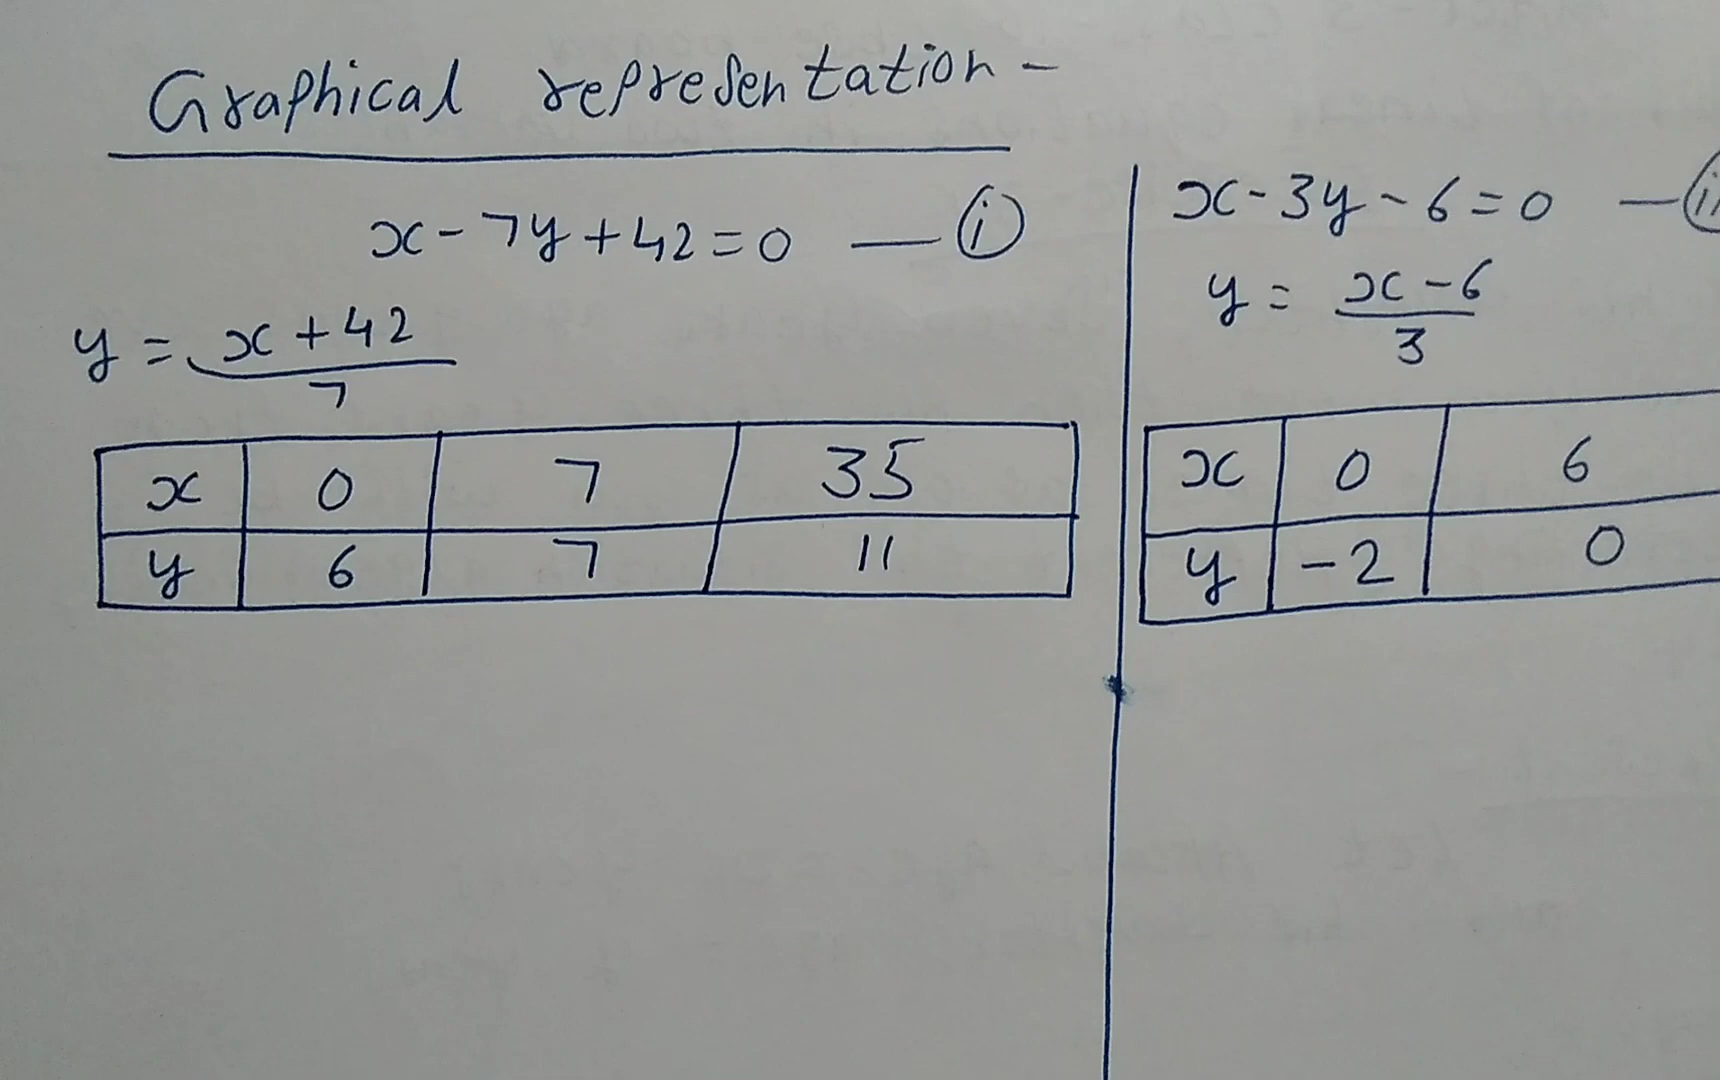 Graphical representation -
x - 7y + 42 = 0 — (i)
y = x + 42 / 7
x 0 7 35
y 6 7 11
x - 3y - 6 = 0 — (ii
y = x - 6 / 3
x 0 6
y -2 0